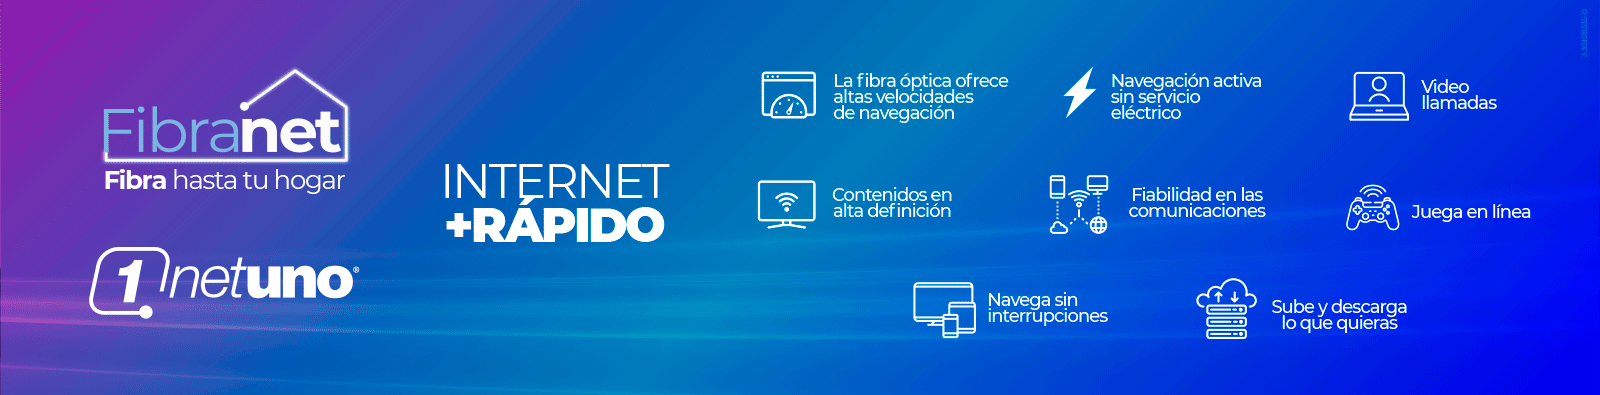 Fibranet
Fibra hasta tu hogar
1 netuno®
INTERNET
+RÁPIDO
La fibra óptica ofrece
altas velocidades
de navegación
Navegación activa
sin servicio
eléctrico
Video
llamadas
Contenidos en
alta definición
Fiabilidad en las
comunicaciones
Juega en línea
Navega sin
interrupciones
Sube y descarga
lo que quieras